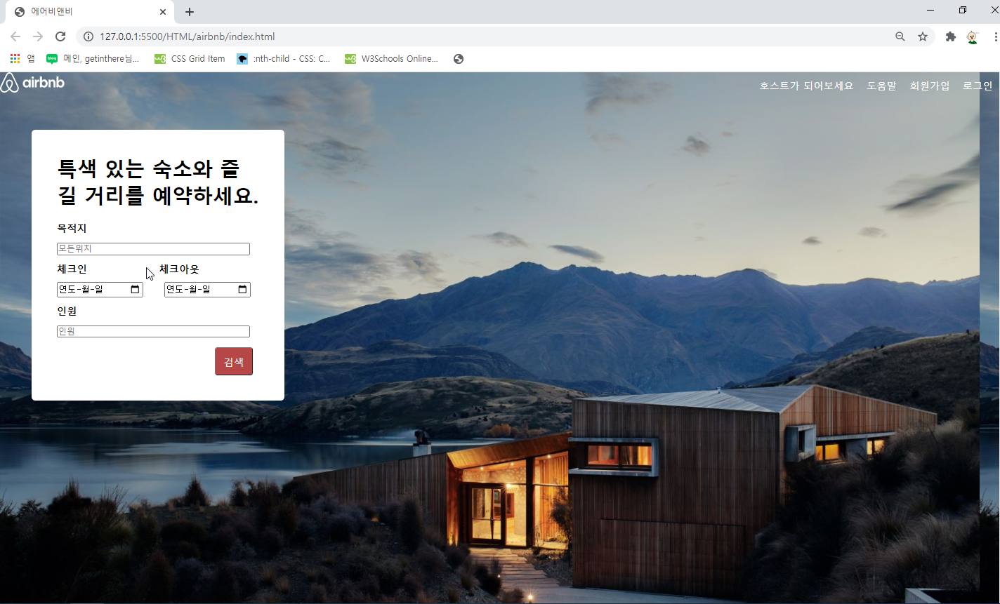 에어비앤비
127.0.0.1:5500/HTML/airbnb/index.html
앱 메인, getinthere님... CSS Grid Item :nth-child - CSS: C... W3Schools Online...
airbnb
호스트가 되어보세요 도움말 회원가입 로그인
특색 있는 숙소와 즐
길 거리를 예약하세요.
목적지
모든위치
체크인 체크아웃
연도-월-일 연도-월-일
인원
인원
검색